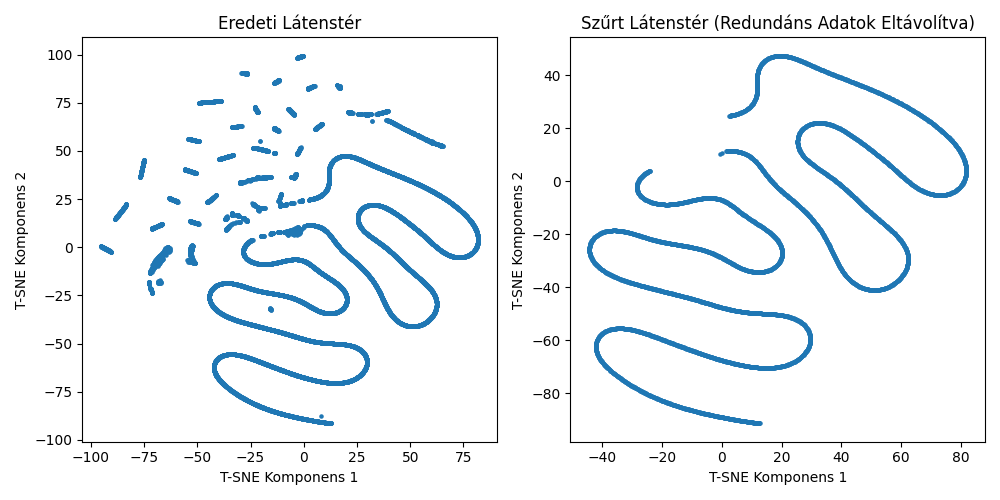 Eredeti Látenstér
T-SNE Komponens 2
100
75
50
25
0
−25
−50
−75
−100
−100 −75 −50 −25 0 25 50 75
T-SNE Komponens 1
Szűrt Látenstér (Redundáns Adatok Eltávolítva)
T-SNE Komponens 2
40
20
0
−20
−40
−60
−80
−40 −20 0 20 40 60 80
T-SNE Komponens 1